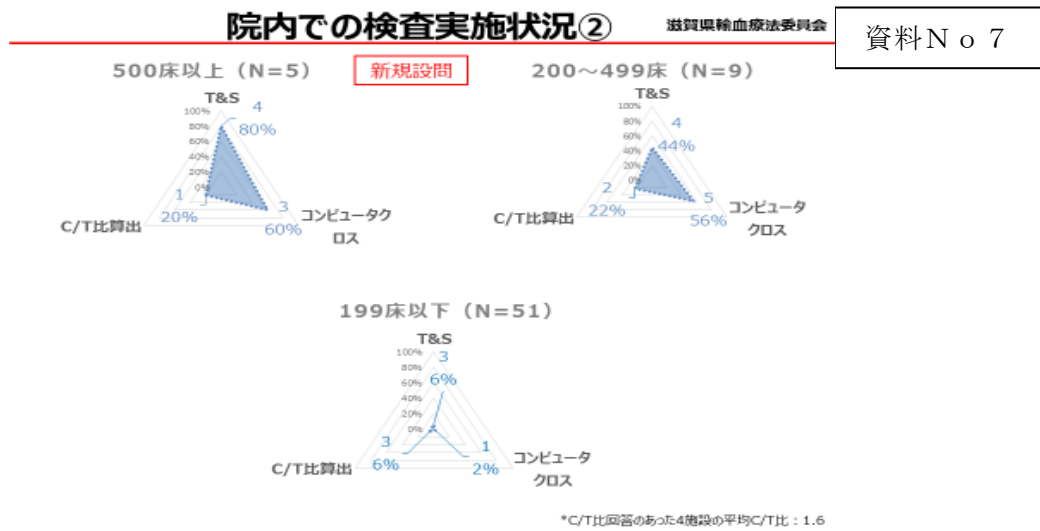 院内での検査実施状況②
滋賀県輸血療法委員会
資料No7
500床以上（N=5）
新規設問
T&S
100%
80%
60%
40%
20%
0%
4
80%
1
20%
3
60%
C/T比算出
コンピュータク
ロス
200～499床（N=9）
T&S
100%
80%
60%
40%
20%
0%
4
44%
2
22%
5
56%
C/T比算出
コンピュータ
クロス
199床以下（N=51）
T&S
100%
80%
60%
40%
20%
0%
3
6%
3
6%
1
2%
C/T比算出
コンピュータ
クロス
*C/T比回答のあった4施設の平均C/T比：1.6